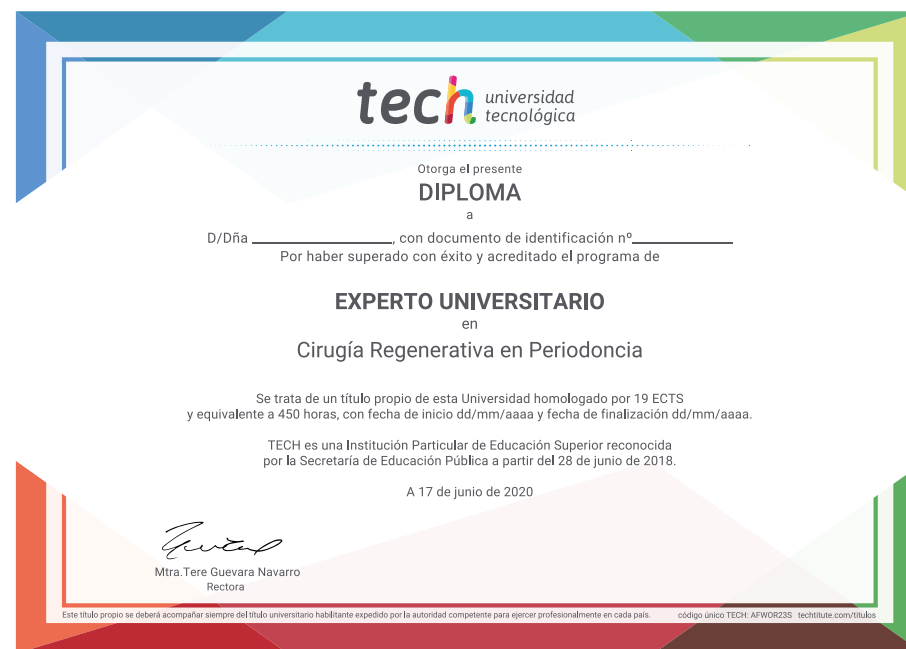 tech universidad
tecnológica
Otorga el presente
DIPLOMA
a
D/Dña ____________________, con documento de identificación nº______________
Por haber superado con éxito y acreditado el programa de
EXPERTO UNIVERSITARIO
en
Cirugía Regenerativa en Periodoncia
Se trata de un título propio de esta Universidad homologado por 19 ECTS
y equivalente a 450 horas, con fecha de inicio dd/mm/aaaa y fecha de finalización dd/mm/aaaa.
TECH es una Institución Particular de Educación Superior reconocida
por la Secretaría de Educación Pública a partir del 28 de junio de 2018.
A 17 de junio de 2020
Mtra.Tere Guevara Navarro
Rectora
Este título propio se deberá acompañar siempre del título universitario habilitante expedido por la autoridad competente para ejercer profesionalmente en cada país. código único TECH: AFWOR23S techtitute.com/titulos